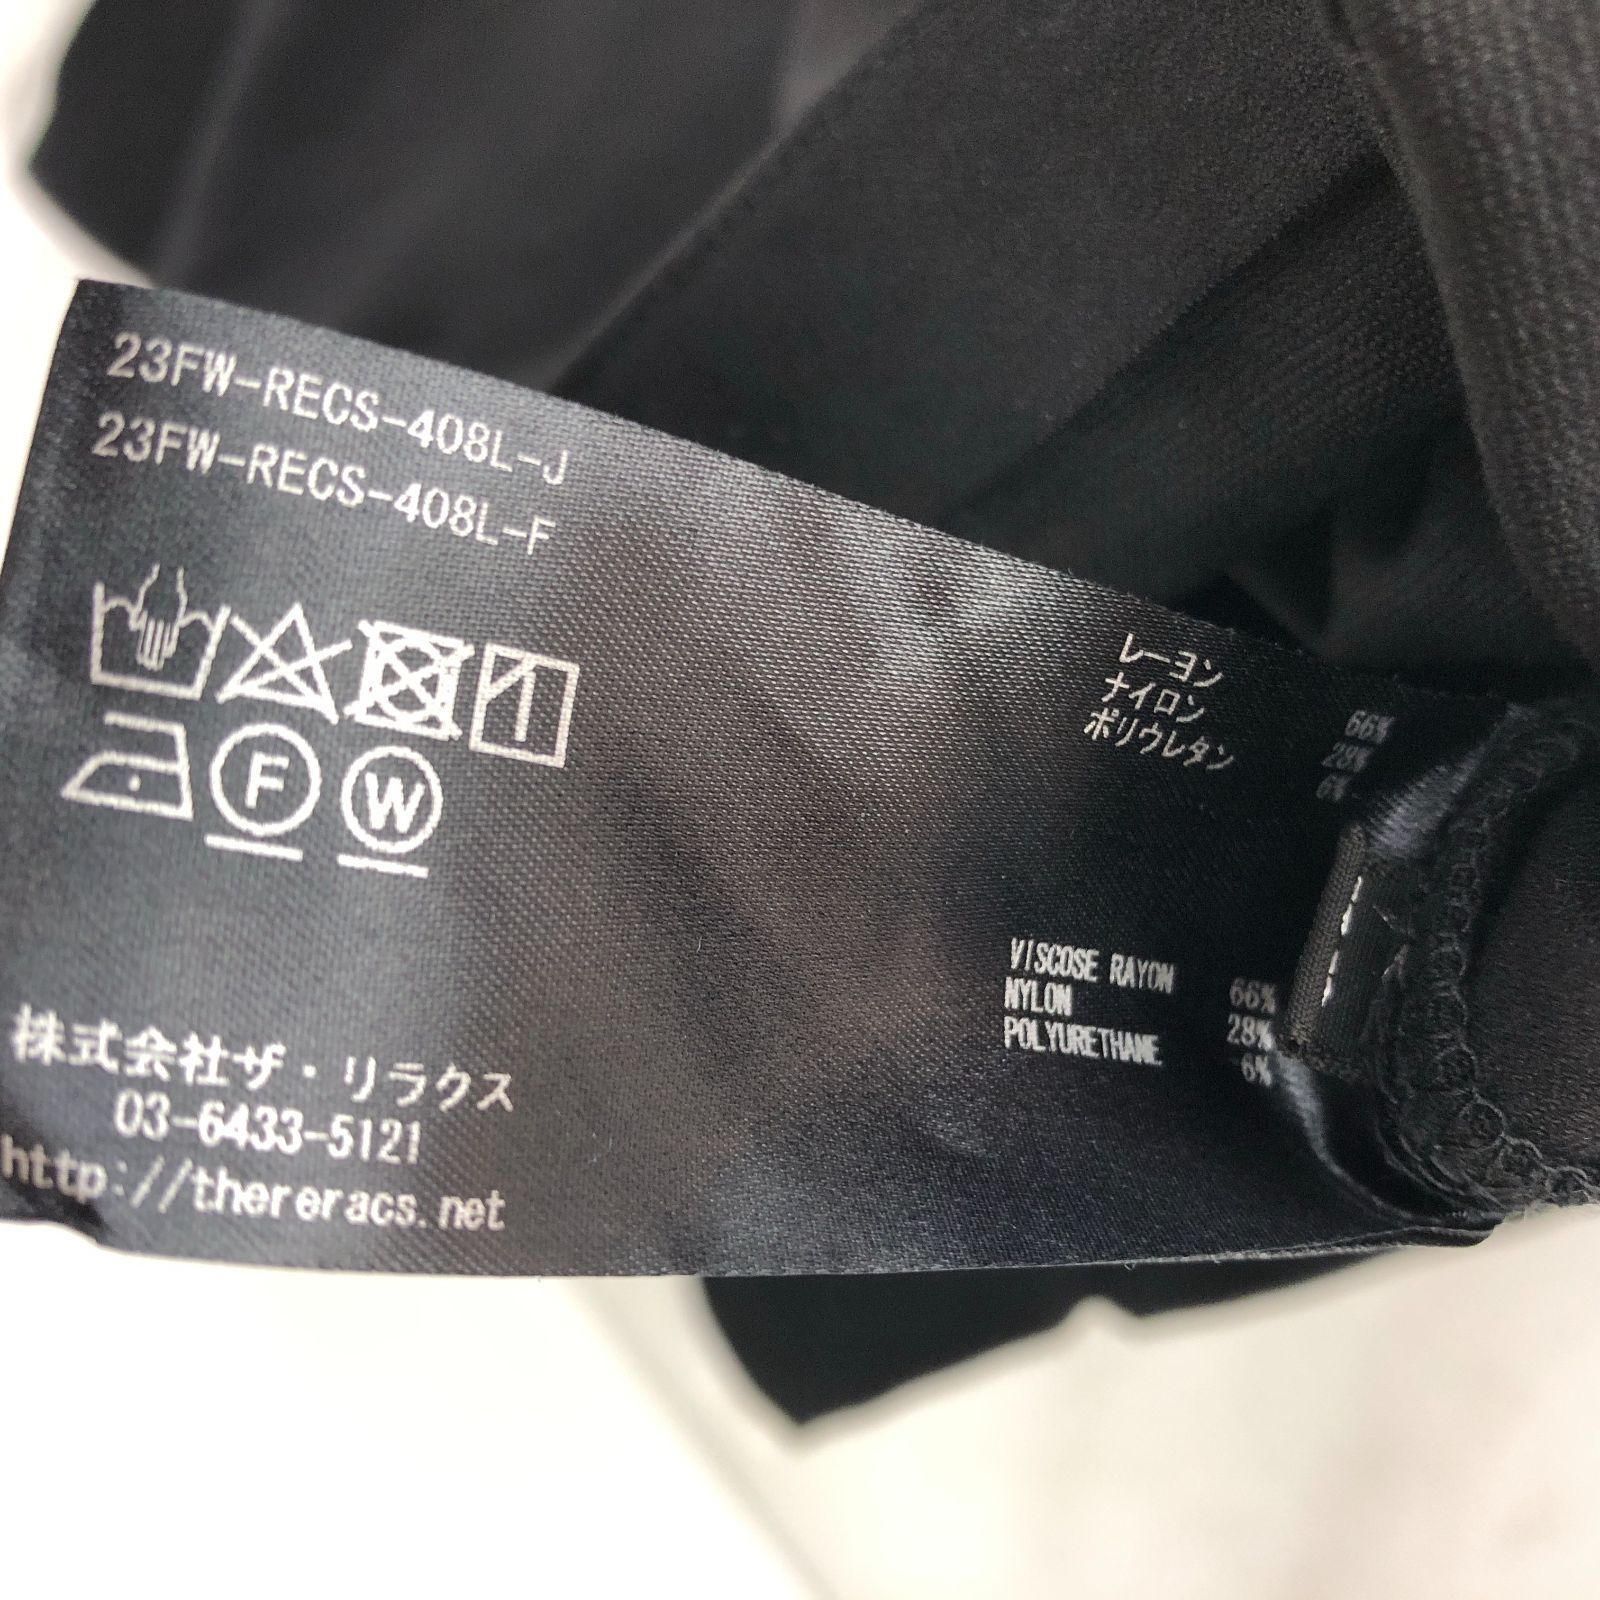 23FW-RECS-408L-J
23FW-RECS-408L-F
F
W
レーヨン 66%
ナイロン 28%
ポリウレタン 6%
VISCOSE RAYON 66%
NYLON 28%
POLYURETHANE 6%
株式会社ザ・リラクス
03-6433-5121
http://thereracs.net